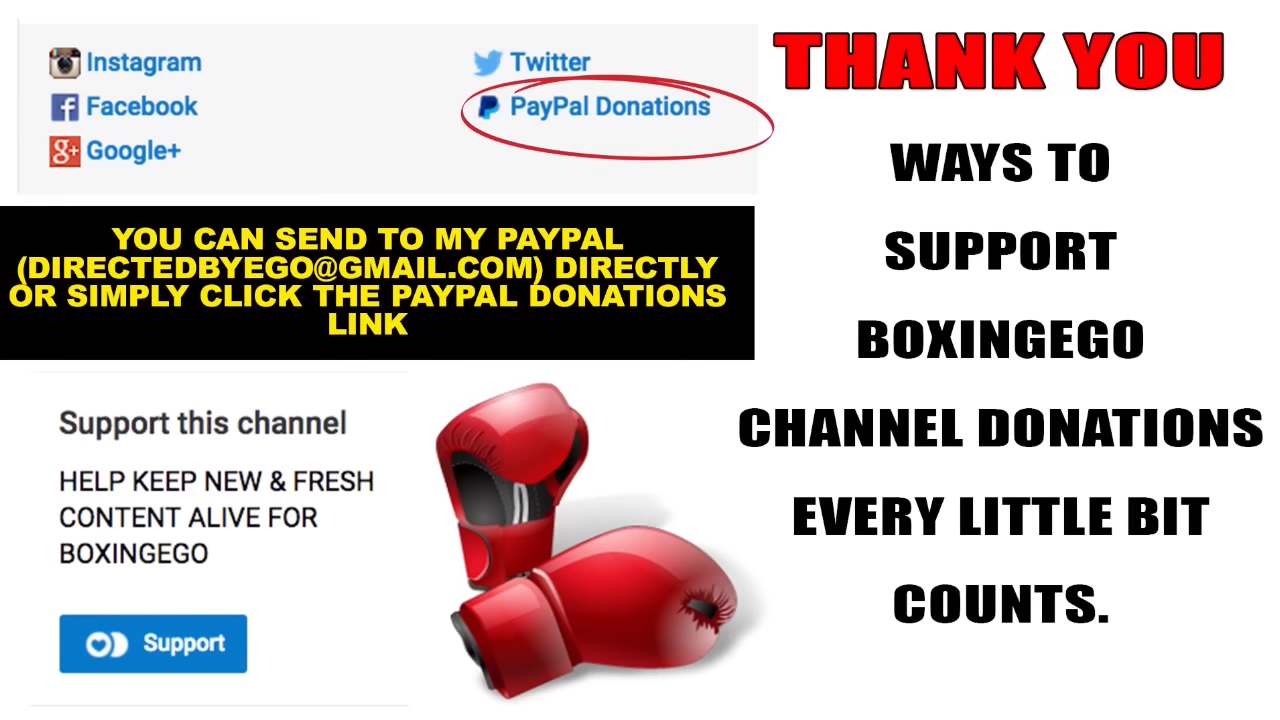 Instagram
Twitter
Facebook
PayPal Donations
Google+
YOU CAN SEND TO MY PAYPAL
(DIRECTEDBYEGO@GMAIL.COM) DIRECTLY
OR SIMPLY CLICK THE PAYPAL DONATIONS
LINK
Support this channel
HELP KEEP NEW & FRESH
CONTENT ALIVE FOR
BOXINGEGO
Support
THANK YOU
WAYS TO
SUPPORT
BOXINGEGO
CHANNEL DONATIONS
EVERY LITTLE BIT
COUNTS.